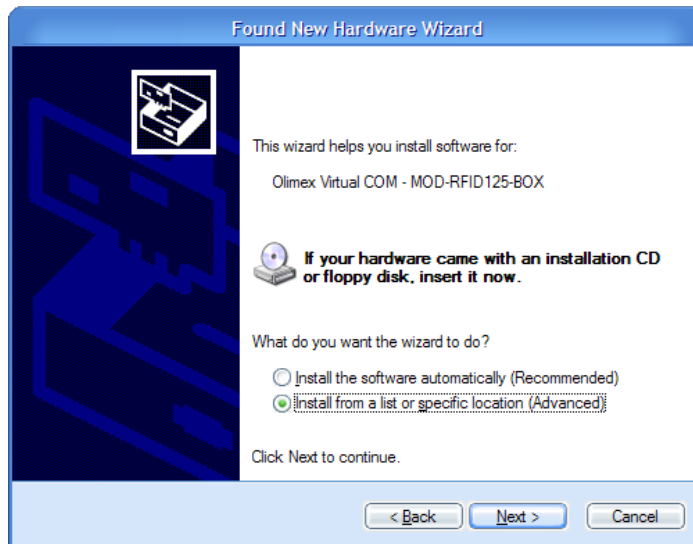 Found New Hardware Wizard
This wizard helps you install software for:
Olimex Virtual COM - MOD-RFID125-BOX
If your hardware came with an installation CD
or floppy disk, insert it now.
What do you want the wizard to do?
Install the software automatically (Recommended)
Install from a list or specific location (Advanced)
Click Next to continue.
< Back Next > Cancel